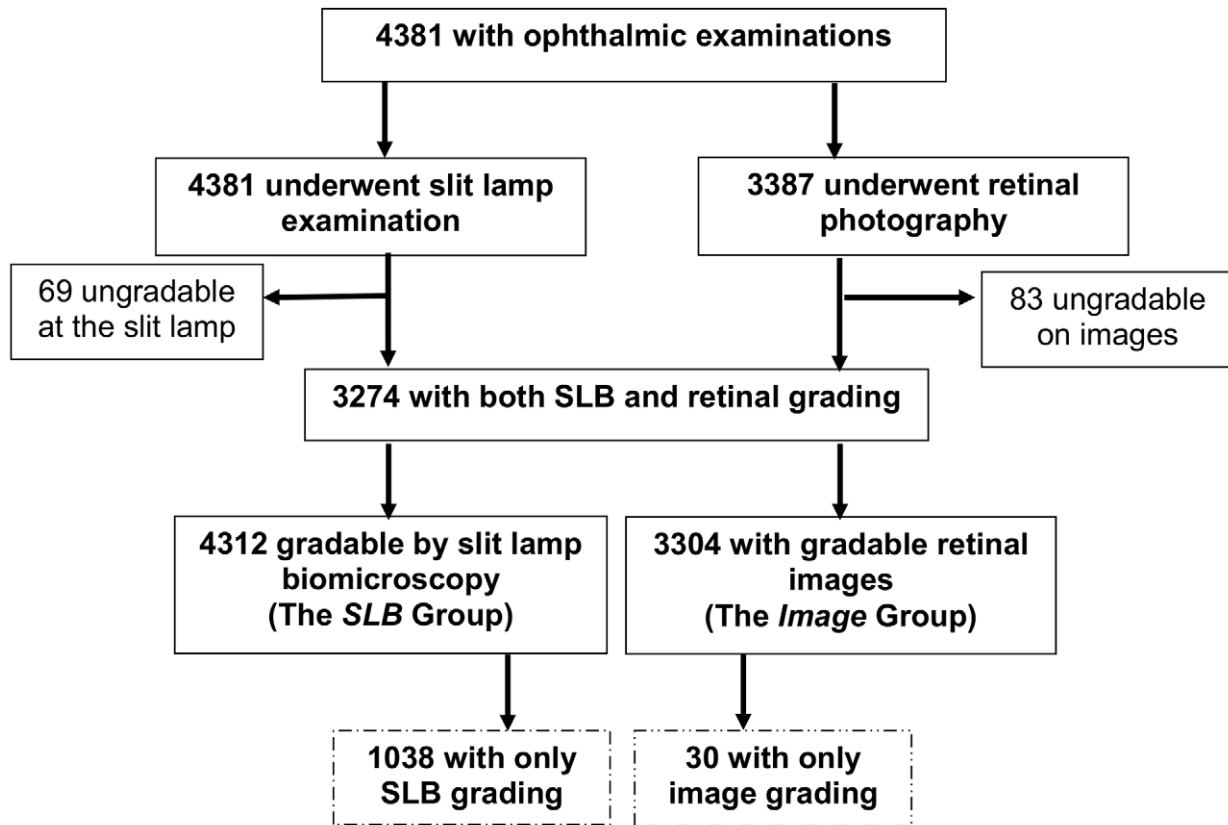 4381 with ophthalmic examinations
4381 underwent slit lamp
examination
3387 underwent retinal
photography
69 ungradable
at the slit lamp
83 ungradable
on images
3274 with both SLB and retinal grading
4312 gradable by slit lamp
biomicroscopy
(The SLB Group)
3304 with gradable retinal
images
(The Image Group)
1038 with only
SLB grading
30 with only
image grading